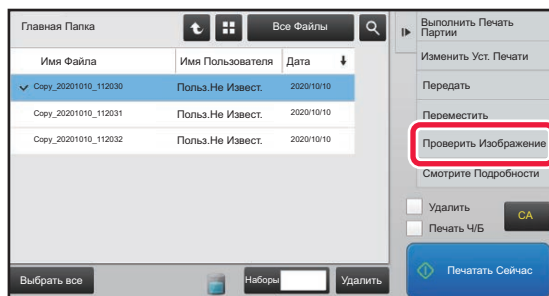 Главная Папка
Все Файлы
Имя Файла
Имя Пользователя
Дата
Copy_20201010_112030
Польз.Не Извест.
2020/10/10
Copy_20201010_112031
Польз.Не Извест.
2020/10/10
Copy_20201010_112032
Польз.Не Извест.
2020/10/10
Выбрать все
Наборы
Удалить
Выполнить Печать
Партии
Изменить Уст. Печати
Передать
Переместить
Проверить Изображение
Смотрите Подробности
Удалить
Печать Ч/Б
CA
Печатать Сейчас